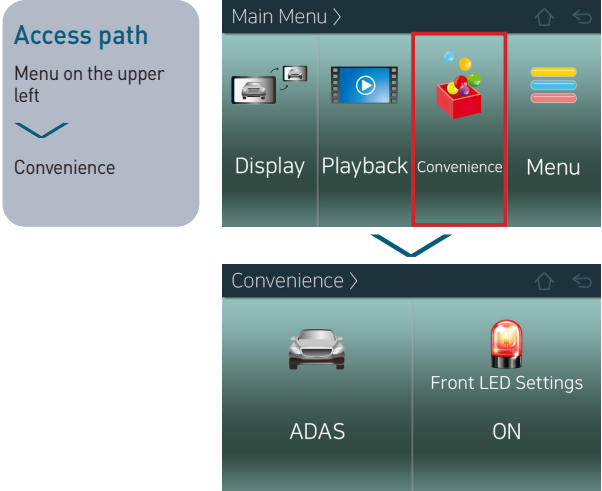 Access path
Menu on the upper
left
Convenience
Main Menu >
Display
Playback
Convenience
Menu
Convenience >
ADAS
Front LED Settings
ON